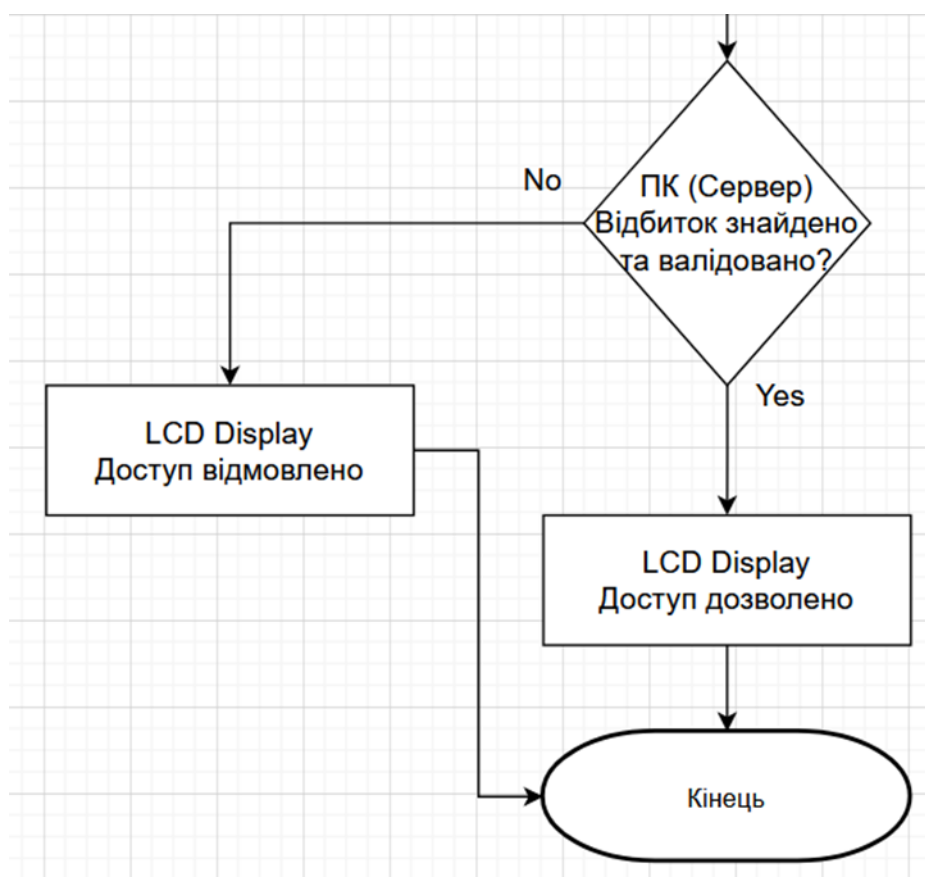 No
ПК (Сервер)
Відбиток знайдено
та валідовано?
Yes
LCD Display
Доступ відмовлено
LCD Display
Доступ дозволено
Кінець